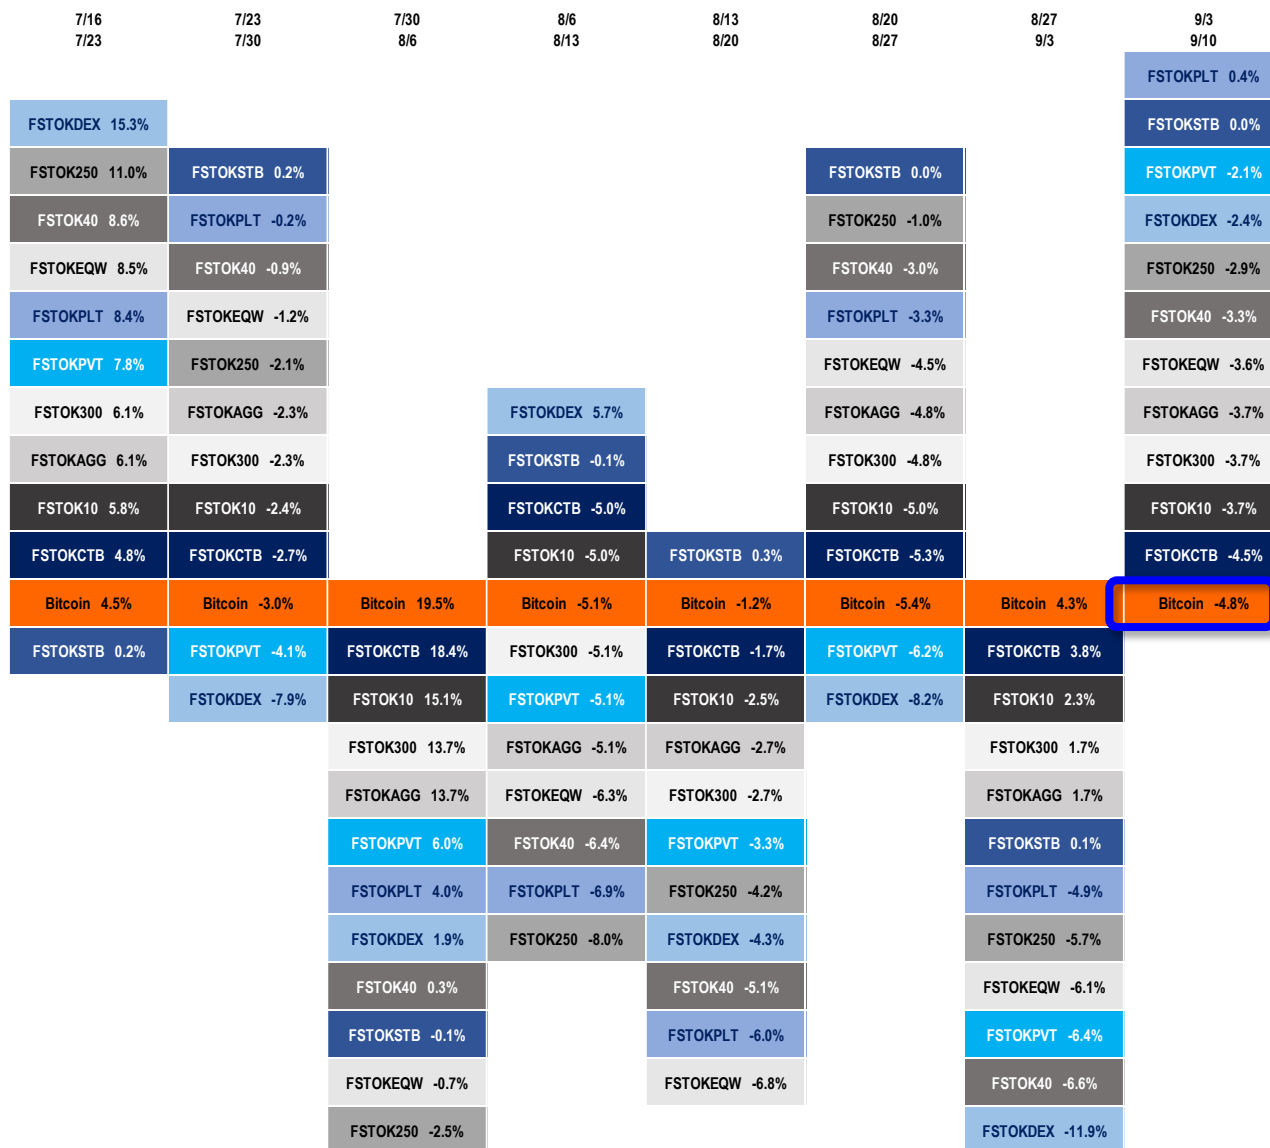 7/16 7/23 7/30 8/6 8/13 8/20 8/27 9/3
7/23 7/30 8/6 8/13 8/20 8/27 9/3 9/10
FSTOKPLT 0.4%
FSTOKDEX 15.3% FSTOKSTB 0.0%
FSTOK250 11.0% FSTOKSTB 0.2% FSTOKSTB 0.0% FSTOKPVT -2.1%
FSTOK40 8.6% FSTOKPLT -0.2% FSTOK250 -1.0% FSTOKDEX -2.4%
FSTOKEQW 8.5% FSTOK40 -0.9% FSTOK40 -3.0% FSTOK250 -2.9%
FSTOKPLT 8.4% FSTOKEQW -1.2% FSTOKPLT -3.3% FSTOK40 -3.3%
FSTOKPVT 7.8% FSTOK250 -2.1% FSTOKEQW -4.5% FSTOKEQW -3.6%
FSTOK300 6.1% FSTOKAGG -2.3% FSTOKDEX 5.7% FSTOKAGG -4.8% FSTOKAGG -3.7%
FSTOKAGG 6.1% FSTOK300 -2.3% FSTOKSTB -0.1% FSTOK300 -4.8% FSTOK300 -3.7%
FSTOK10 5.8% FSTOK10 -2.4% FSTOKCTB -5.0% FSTOK10 -5.0% FSTOK10 -3.7%
FSTOKCTB 4.8% FSTOKCTB -2.7% FSTOK10 -5.0% FSTOKSTB 0.3% FSTOKCTB -5.3% FSTOKCTB -4.5%
Bitcoin 4.5% Bitcoin -3.0% Bitcoin 19.5% Bitcoin -5.1% Bitcoin -1.2% Bitcoin -5.4% Bitcoin 4.3% Bitcoin -4.8%
FSTOKSTB 0.2% FSTOKPVT -4.1% FSTOKCTB 18.4% FSTOK300 -5.1% FSTOKCTB -1.7% FSTOKPVT -6.2% FSTOKCTB 3.8%
FSTOKDEX -7.9% FSTOK10 15.1% FSTOKPVT -5.1% FSTOK10 -2.5% FSTOKDEX -8.2% FSTOK10 2.3%
FSTOK300 13.7% FSTOKAGG -5.1% FSTOKAGG -2.7% FSTOK300 1.7%
FSTOKAGG 13.7% FSTOKEQW -6.3% FSTOK300 -2.7% FSTOKAGG 1.7%
FSTOKPVT 6.0% FSTOK40 -6.4% FSTOKPVT -3.3% FSTOKSTB 0.1%
FSTOKPLT 4.0% FSTOKPLT -6.9% FSTOK250 -4.2% FSTOKPLT -4.9%
FSTOKDEX 1.9% FSTOK250 -8.0% FSTOKDEX -4.3% FSTOK250 -5.7%
FSTOK40 0.3% FSTOK40 -5.1% FSTOKEQW -6.1%
FSTOKSTB -0.1% FSTOKPLT -6.0% FSTOKPVT -6.4%
FSTOKEQW -0.7% FSTOKEQW -6.8% FSTOK40 -6.6%
FSTOK250 -2.5% FSTOKDEX -11.9%